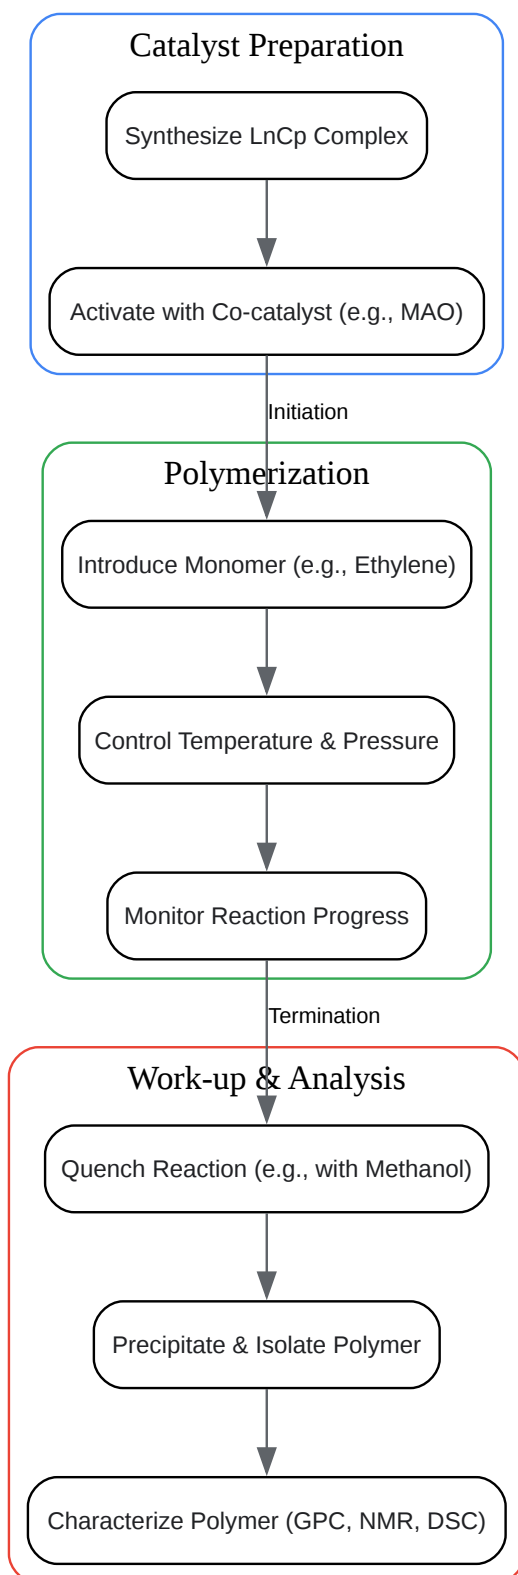 Catalyst Preparation
Synthesize LnCp Complex
Activate with Co-catalyst (e.g., MAO)
Initiation
Polymerization
Introduce Monomer (e.g., Ethylene)
Control Temperature & Pressure
Monitor Reaction Progress
Termination
Work-up & Analysis
Quench Reaction (e.g., with Methanol)
Precipitate & Isolate Polymer
Characterize Polymer (GPC, NMR, DSC)